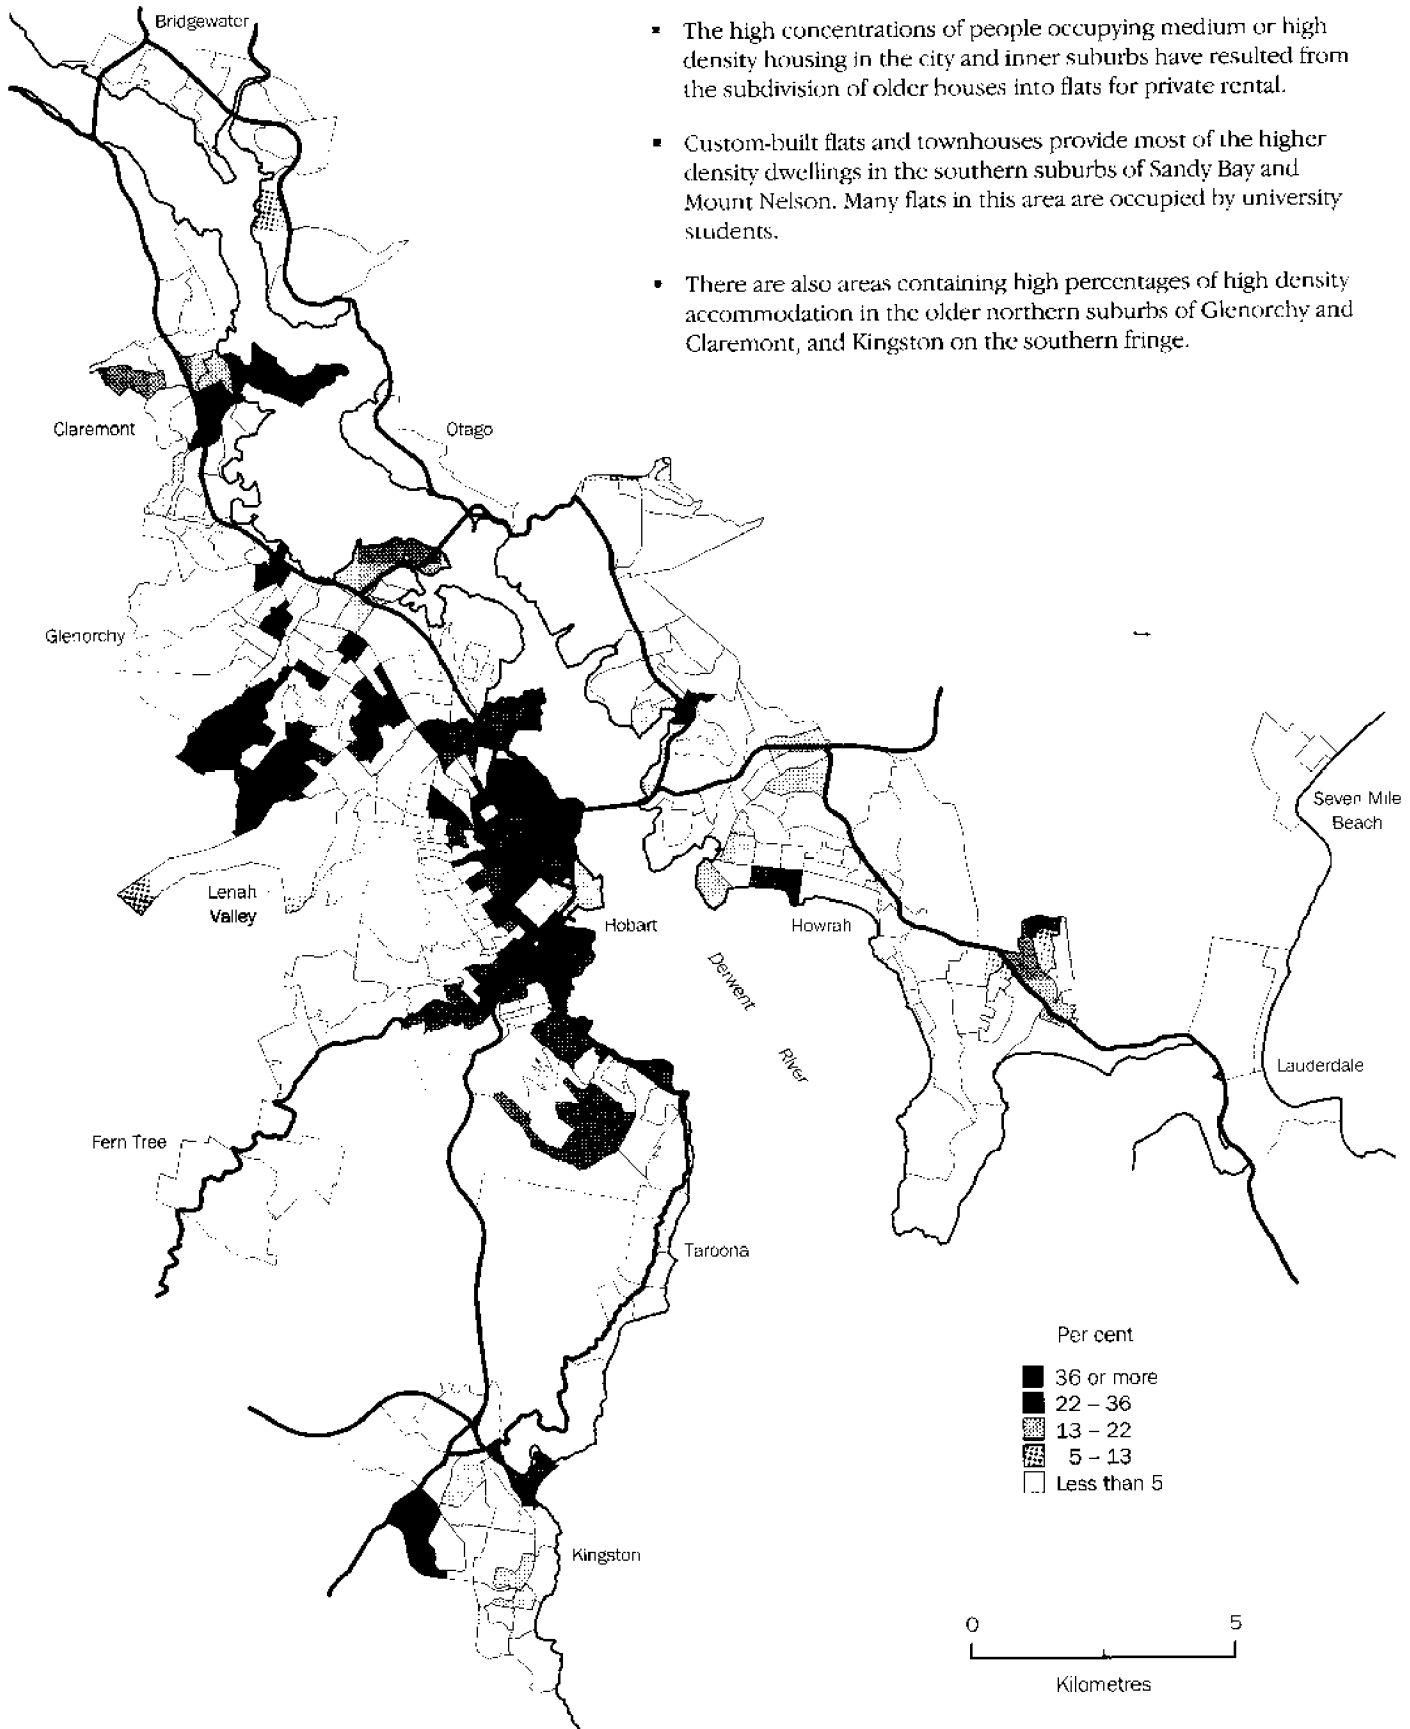 Bridgewater
▪ The high concentrations of people occupying medium or high
density housing in the city and inner suburbs have resulted from
the subdivision of older houses into flats for private rental.
▪ Custom-built flats and townhouses provide most of the higher
density dwellings in the southern suburbs of Sandy Bay and
Mount Nelson. Many flats in this area are occupied by university
students.
▪ There are also areas containing high percentages of high density
accommodation in the older northern suburbs of Glenorchy and
Claremont, and Kingston on the southern fringe.
Claremont
Otago
Glenorchy
Seven Mile
Beach
Lenah
Valley
Hobart
Howrah
Derwent
River
Lauderdale
Fern Tree
Taroona
Per cent
36 or more
22 – 36
13 – 22
5 – 13
Less than 5
Kingston
0 5
Kilometres